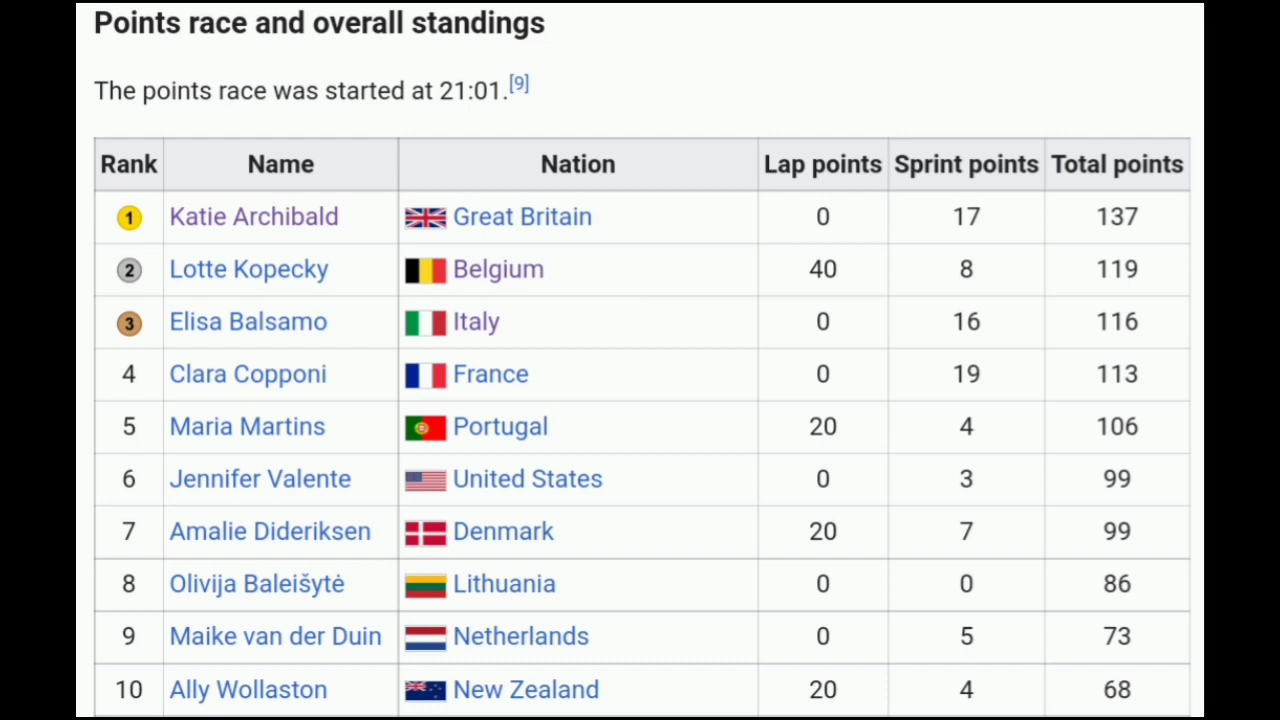 Points race and overall standings
The points race was started at 21:01.[9]
Rank Name Nation Lap points Sprint points Total points
1 Katie Archibald Great Britain 0 17 137
2 Lotte Kopecky Belgium 40 8 119
3 Elisa Balsamo Italy 0 16 116
4 Clara Copponi France 0 19 113
5 Maria Martins Portugal 20 4 106
6 Jennifer Valente United States 0 3 99
7 Amalie Dideriksen Denmark 20 7 99
8 Olivija Baleišytė Lithuania 0 0 86
9 Maike van der Duin Netherlands 0 5 73
10 Ally Wollaston New Zealand 20 4 68